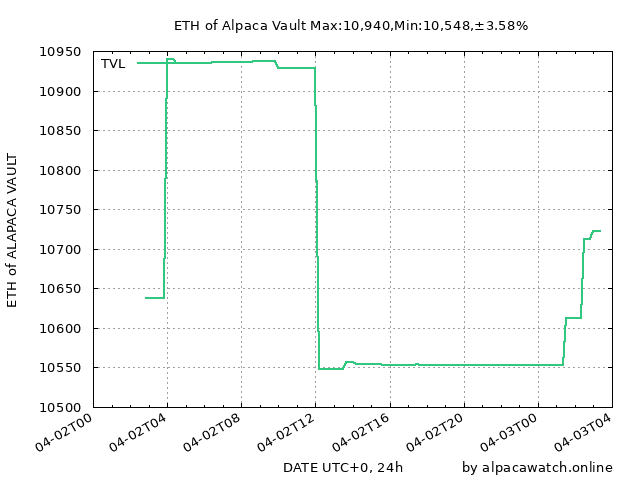 ETH of Alpaca Vault Max:10,940,Min:10,548,±3.58%
10950
TVL
10900
10850
10800
10750
10700
10650
10600
10550
10500
ETH of ALAPACA VAULT
04-02T00
04-02T04
04-02T08
04-02T12
04-02T16
04-02T20
04-03T00
04-03T04
DATE UTC+0, 24h
by alpacawatch.online